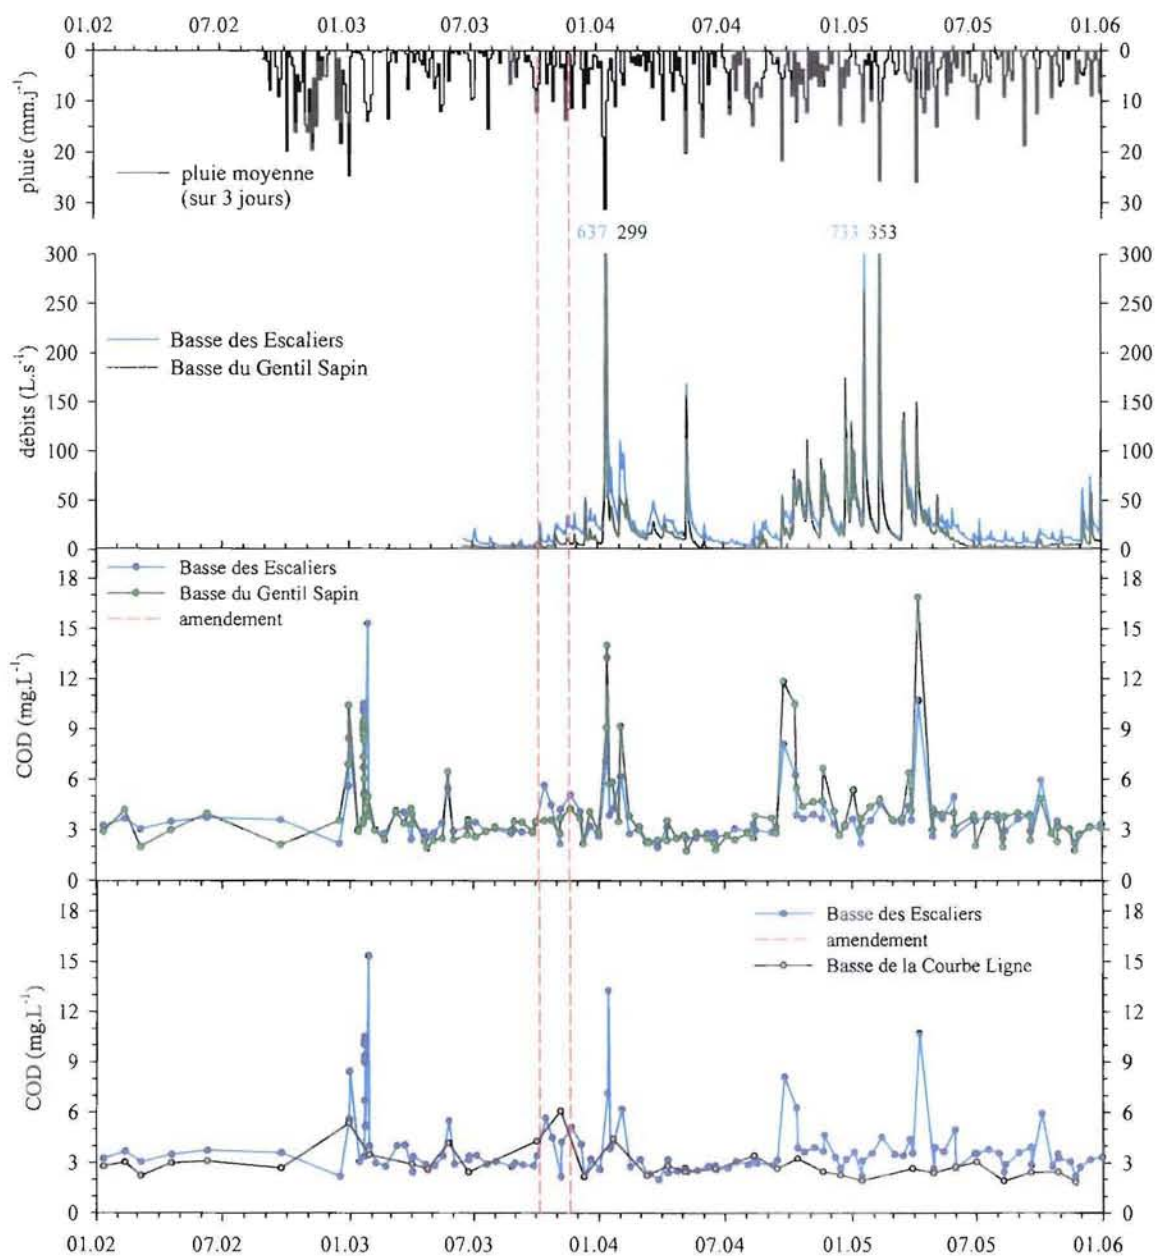 01.02 07.02 01.03 07.03 01.04 07.04 01.05 07.05 01.06
0 0
10 10
20 20
30 30
pluie (mm.j⁻¹)
pluie moyenne
(sur 3 jours)
637 299 733 353
300 300
250 250
200 200
150 150
100 100
50 50
0 0
débits (L.s⁻¹)
Basse des Escaliers
Basse du Gentil Sapin
18 18
15 15
12 12
9 9
6 6
3 3
0 0
COD (mg.L⁻¹)
Basse des Escaliers
Basse du Gentil Sapin
amendement
18 18
15 15
12 12
9 9
6 6
3 3
0 0
COD (mg.L⁻¹)
Basse des Escaliers
amendement
Basse de la Courbe Ligne
01.02 07.02 01.03 07.03 01.04 07.04 01.05 07.05 01.06